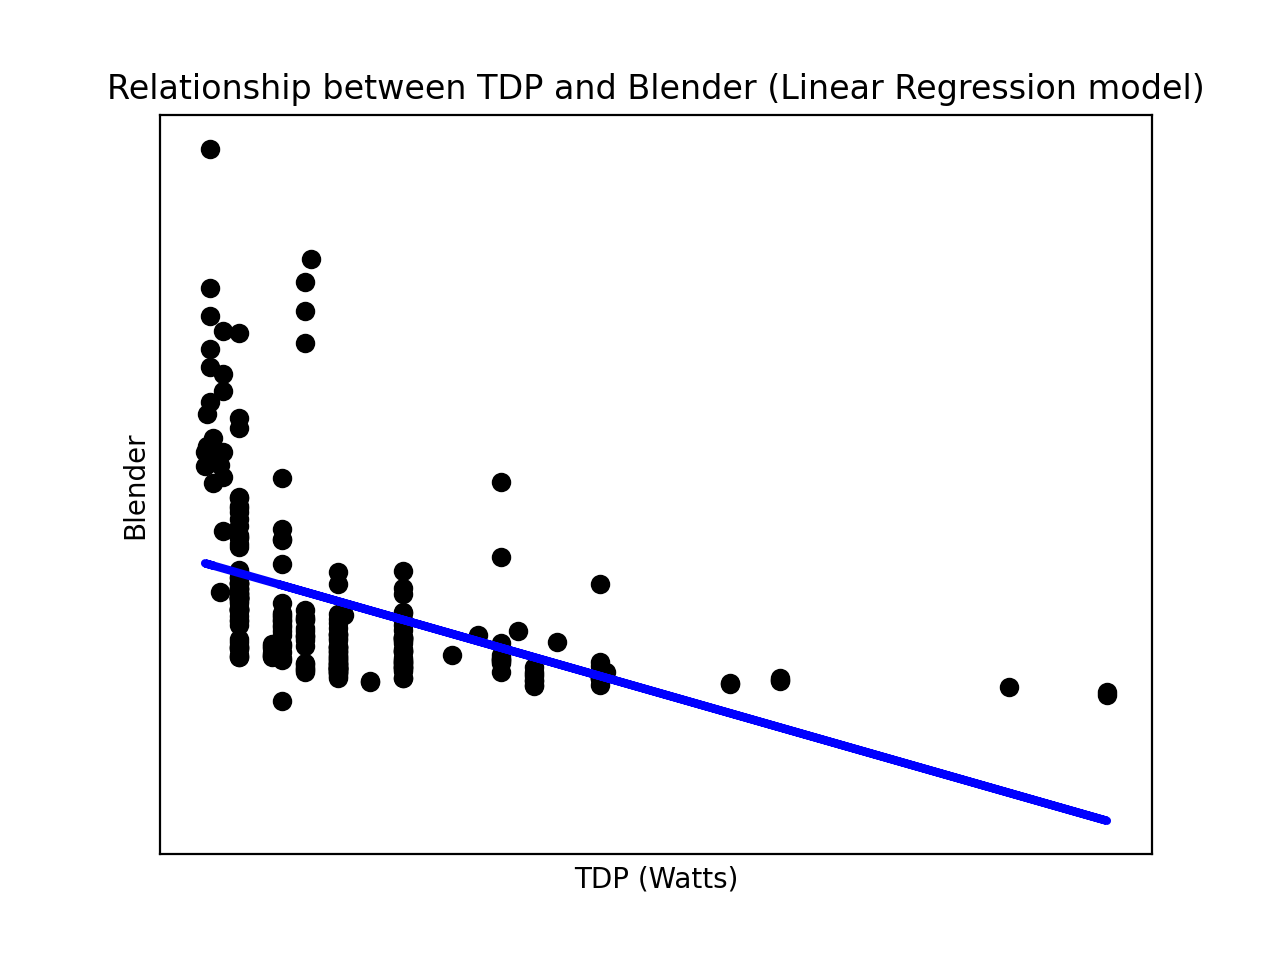 Relationship between TDP and Blender (Linear Regression model)
Blender
TDP (Watts)